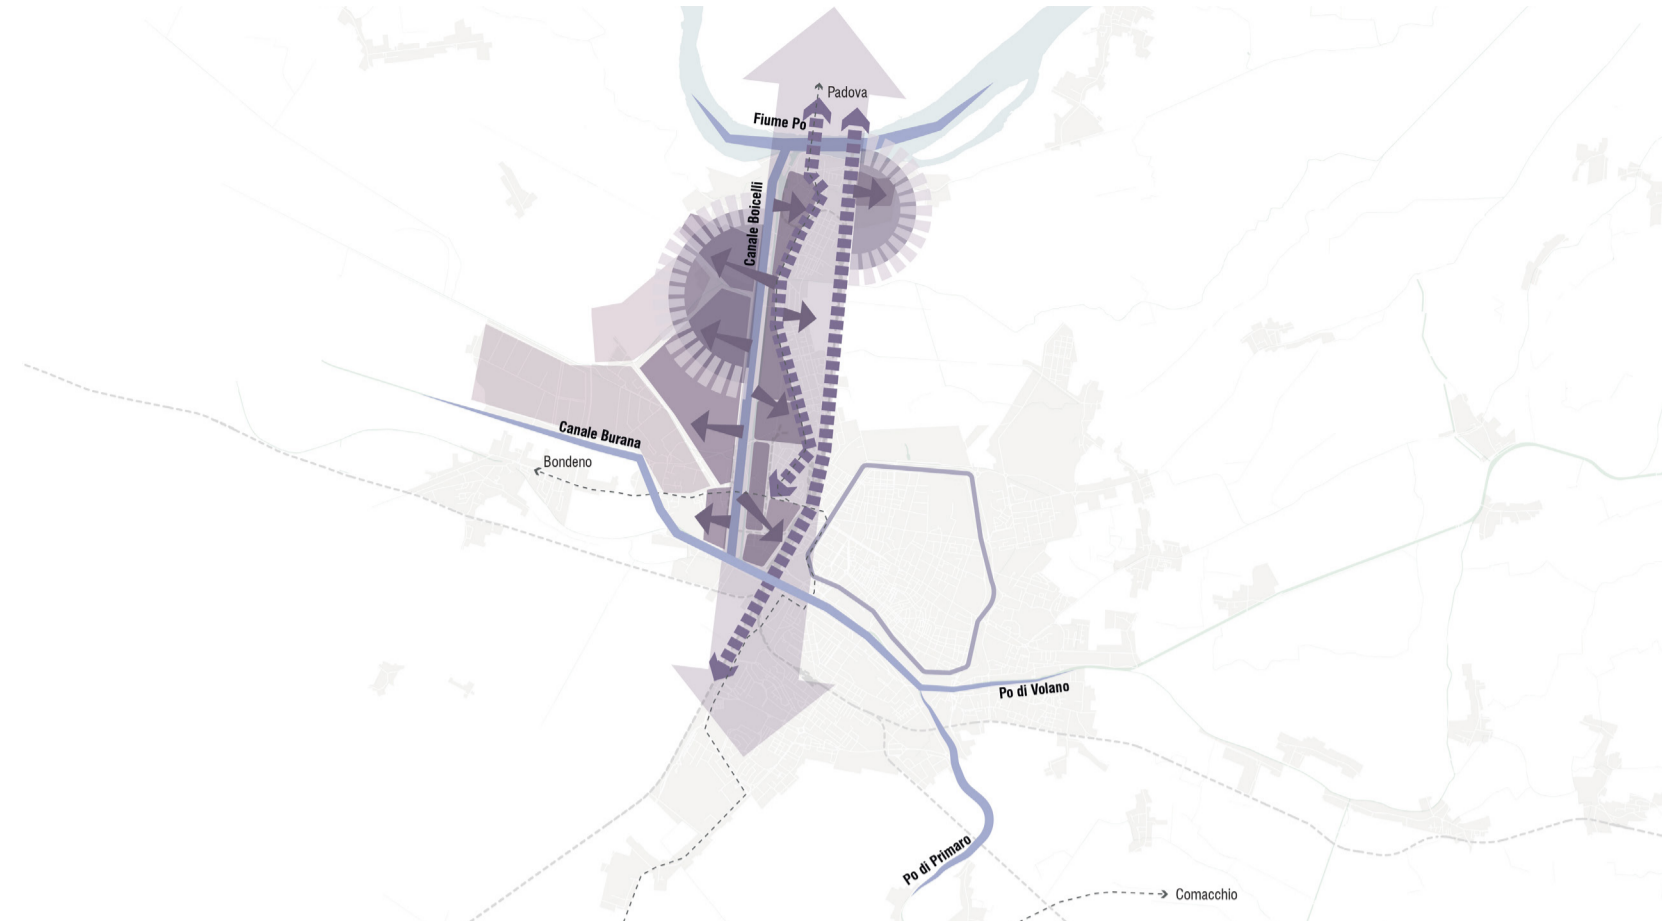 Padova
Fiume Po
Canale Boicelli
Canale Burana
Bondeno
Po di Volano
Po di Primaro
Comacchio